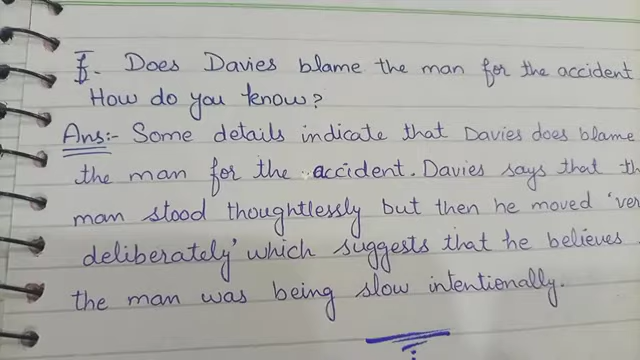 f. Does Davies blame the man for the accident
How do you know?
Ans:- Some details indicate that Davies does blame
the man for the accident. Davies says that th
man stood thoughtlessly but then he moved 'ver
deliberately' which suggests that he believes
the man was being slow intentionally.